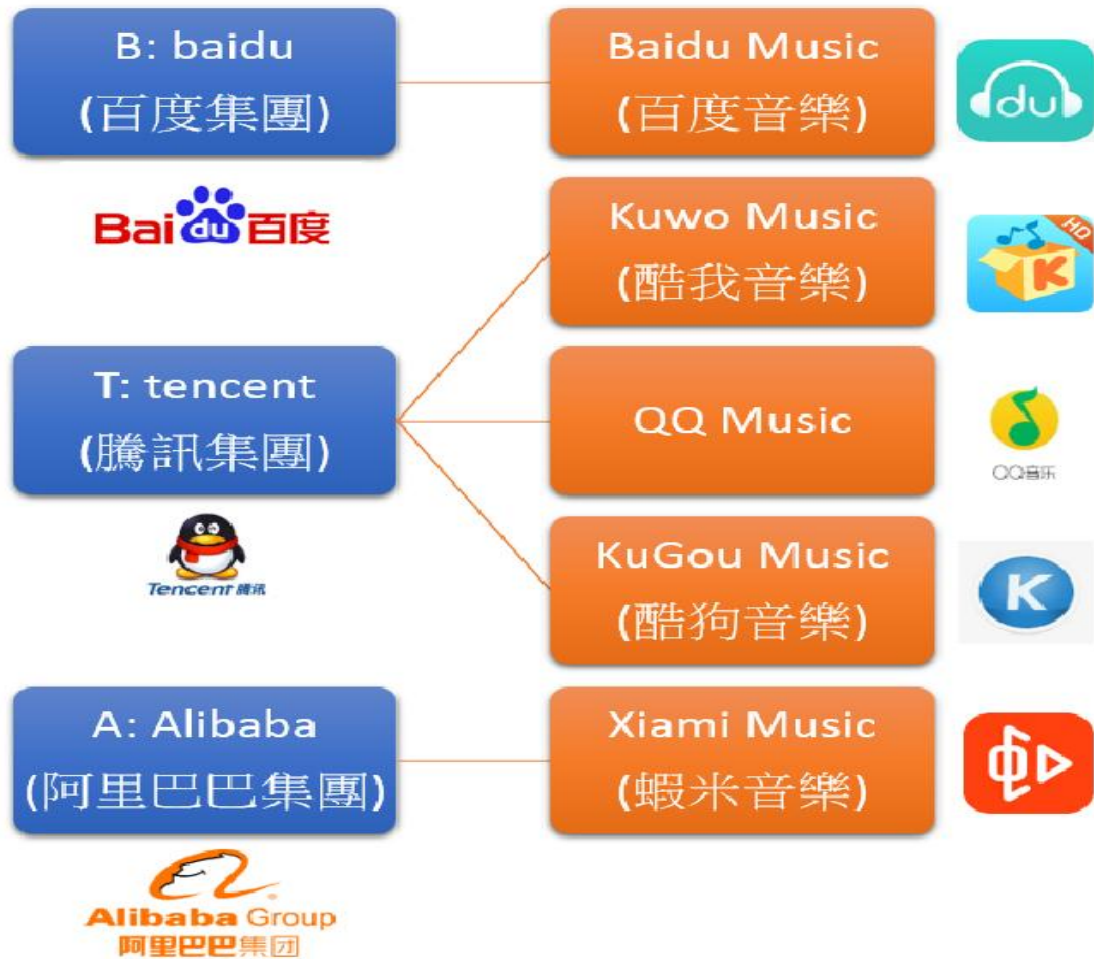 B: baidu
(百度集團)
Baidu Music
(百度音樂)
du
Bai du 百度
Kuwo Music
(酷我音樂)
HD
K
T: tencent
(騰訊集團)
QQ Music
QQ音乐
Tencent 腾讯
KuGou Music
(酷狗音樂)
K
A: Alibaba
(阿里巴巴集團)
Xiami Music
(蝦米音樂)
Alibaba Group
阿里巴巴集团